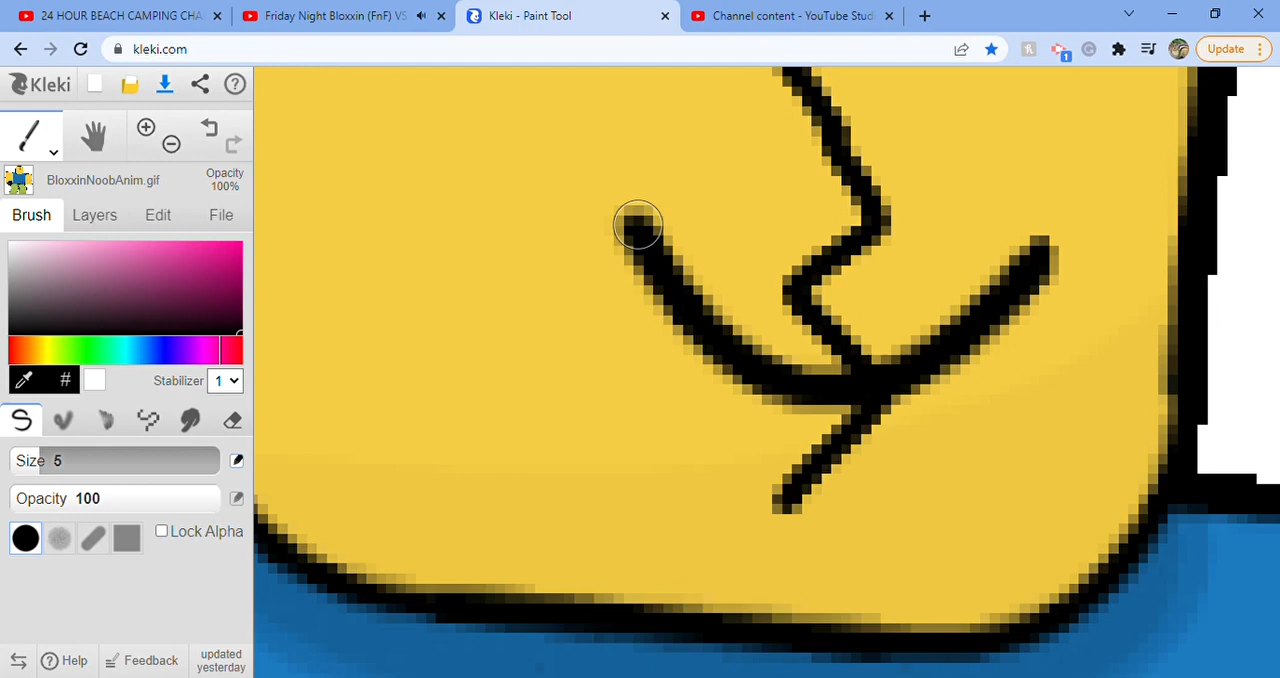 24 HOUR BEACH CAMPING CHA
Friday Night Bloxxin (FnF) VS
Kleki - Paint Tool
Channel content - YouTube Stud
kleki.com
1
Update
Kleki
BloxxinNoobAnim.gif
Opacity
100%
Brush
Layers
Edit
File
#
Stabilizer
1
Size 5
Opacity 100
Lock Alpha
Help
Feedback
updated
yesterday